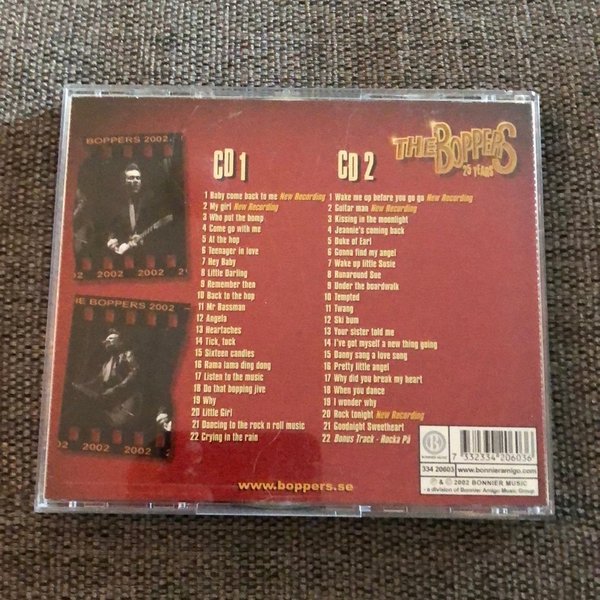 BOPPERS 2002
2002 2002 2002
THE BOPPERS 2002
2002 2002 2002
CD 1
1 Baby come back to me New Recording
2 My girl New Recording
3 Who put the bomp
4 Come go with me
5 At the hop
6 Teenager in love
7 Hey Baby
8 Little Darling
9 Remember then
10 Back to the hop
11 Mr Bassman
12 Angela
13 Heartaches
14 Tick, tock
15 Sixteen candles
16 Rama lama ding dong
17 Listen to the music
18 Do that bopping jive
19 Why
20 Little Girl
21 Dancing to the rock n roll music
22 Crying in the rain
CD 2
1 Wake me up before you go go New Recording
2 Guitar man New Recording
3 Kissing in the moonlight
4 Jeannie's coming back
5 Duke of Earl
6 Gonna find my angel
7 Wake up little Susie
8 Runaround Sue
9 Under the boardwalk
10 Tempted
11 Twang
12 Ski bum
13 Your sister told me
14 I've got myself a new thing going
15 Danny sang a love song
16 Pretty little angel
17 Why did you break my heart
18 When you dance
19 I wonder why
20 Rock tonight New Recording
21 Goodnight Sweetheart
22 Bonus Track - Rocka På
THE BOPPERS
25 YEARS
www.boppers.se
BONNIER MUSIC
7 332334 206036
334 20603 www.bonnieramigo.com
℗ & © 2002 BONNIER MUSIC
- a division of Bonnier Amigo Music Group